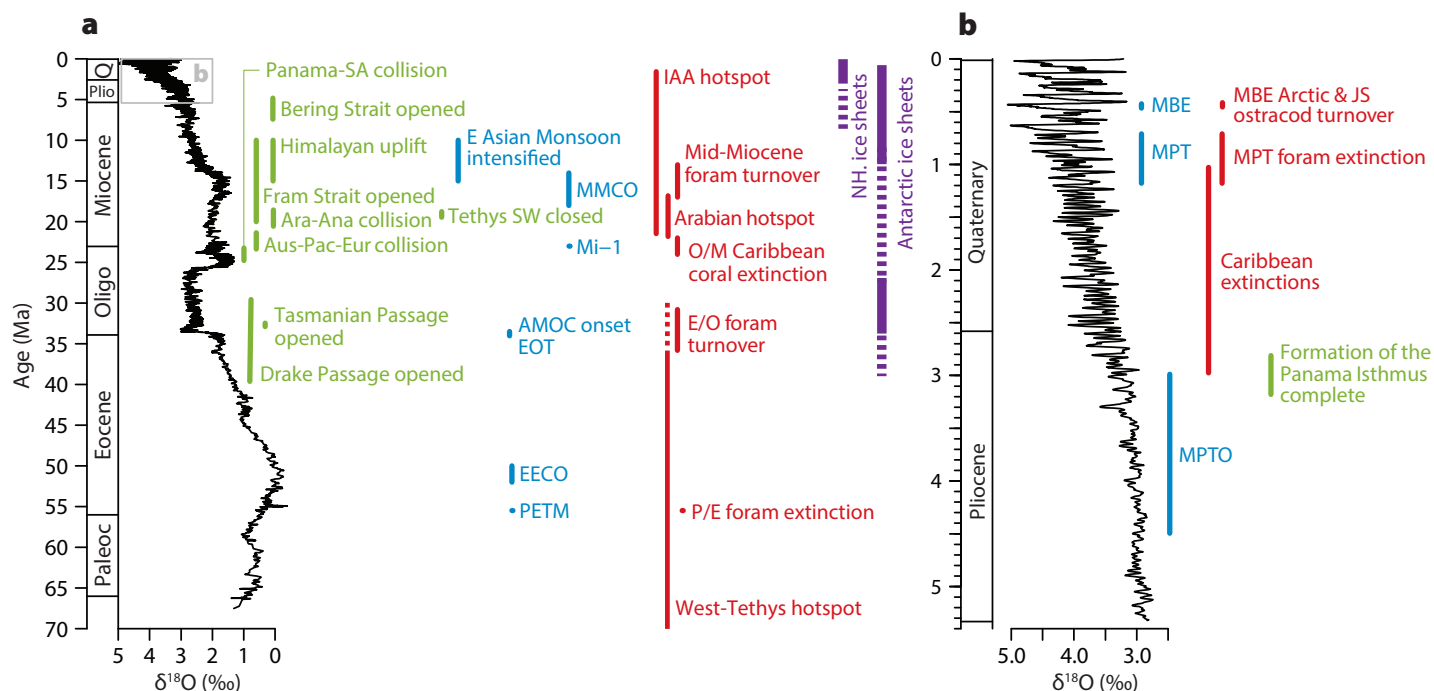 a
b
0
5
10
15
20
25
30
35
40
45
50
55
60
65
70
Age (Ma)
Q
Plio
Miocene
Oligo
Eocene
Paleoc
b
5 4 3 2 1 0
δ18O (‰)
Panama-SA collision
Bering Strait opened
Himalayan uplift
Fram Strait opened
Ara-Ana collision
Aus-Pac-Eur collision
Tasmanian Passage
opened
Drake Passage opened
Tethys SW closed
E Asian Monsoon
intensified
MMCO
Mi–1
AMOC onset
EOT
EECO
PETM
IAA hotspot
Mid-Miocene
foram turnover
Arabian hotspot
O/M Caribbean
coral extinction
E/O foram
turnover
P/E foram extinction
West-Tethys hotspot
NH. ice sheets
Antarctic ice sheets
0
1
2
3
4
5
Quaternary
Pliocene
5.0 4.0 3.0
δ18O (‰)
MBE
MPT
MPTO
MBE Arctic & JS
ostracod turnover
MPT foram extinction
Caribbean
extinctions
Formation of the
Panama Isthmus
complete